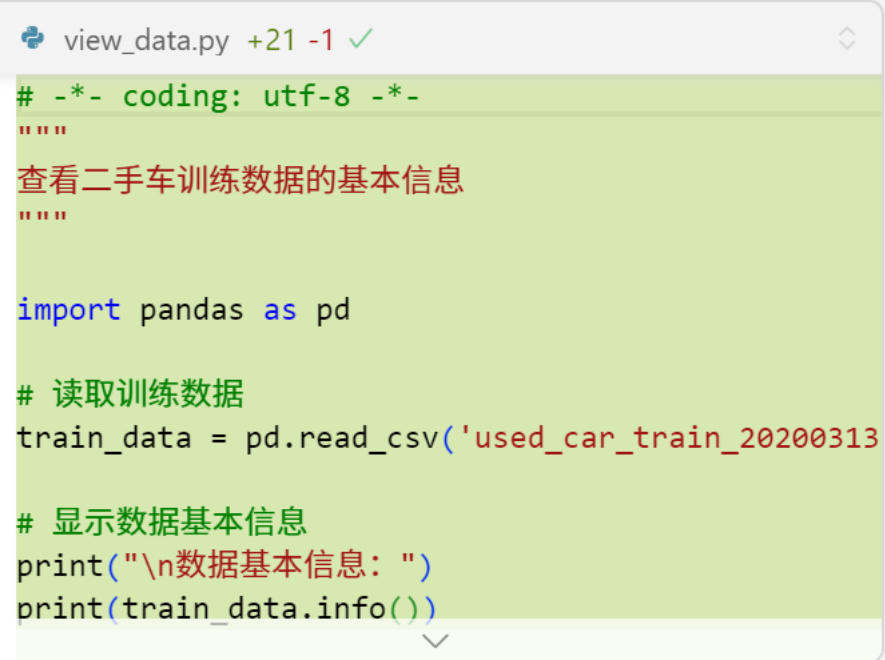 view_data.py +21 -1
# -*- coding: utf-8 -*-
"""
查看二手车训练数据的基本信息
"""
import pandas as pd
# 读取训练数据
train_data = pd.read_csv('used_car_train_20200313
# 显示数据基本信息
print("\n数据基本信息：")
print(train_data.info())